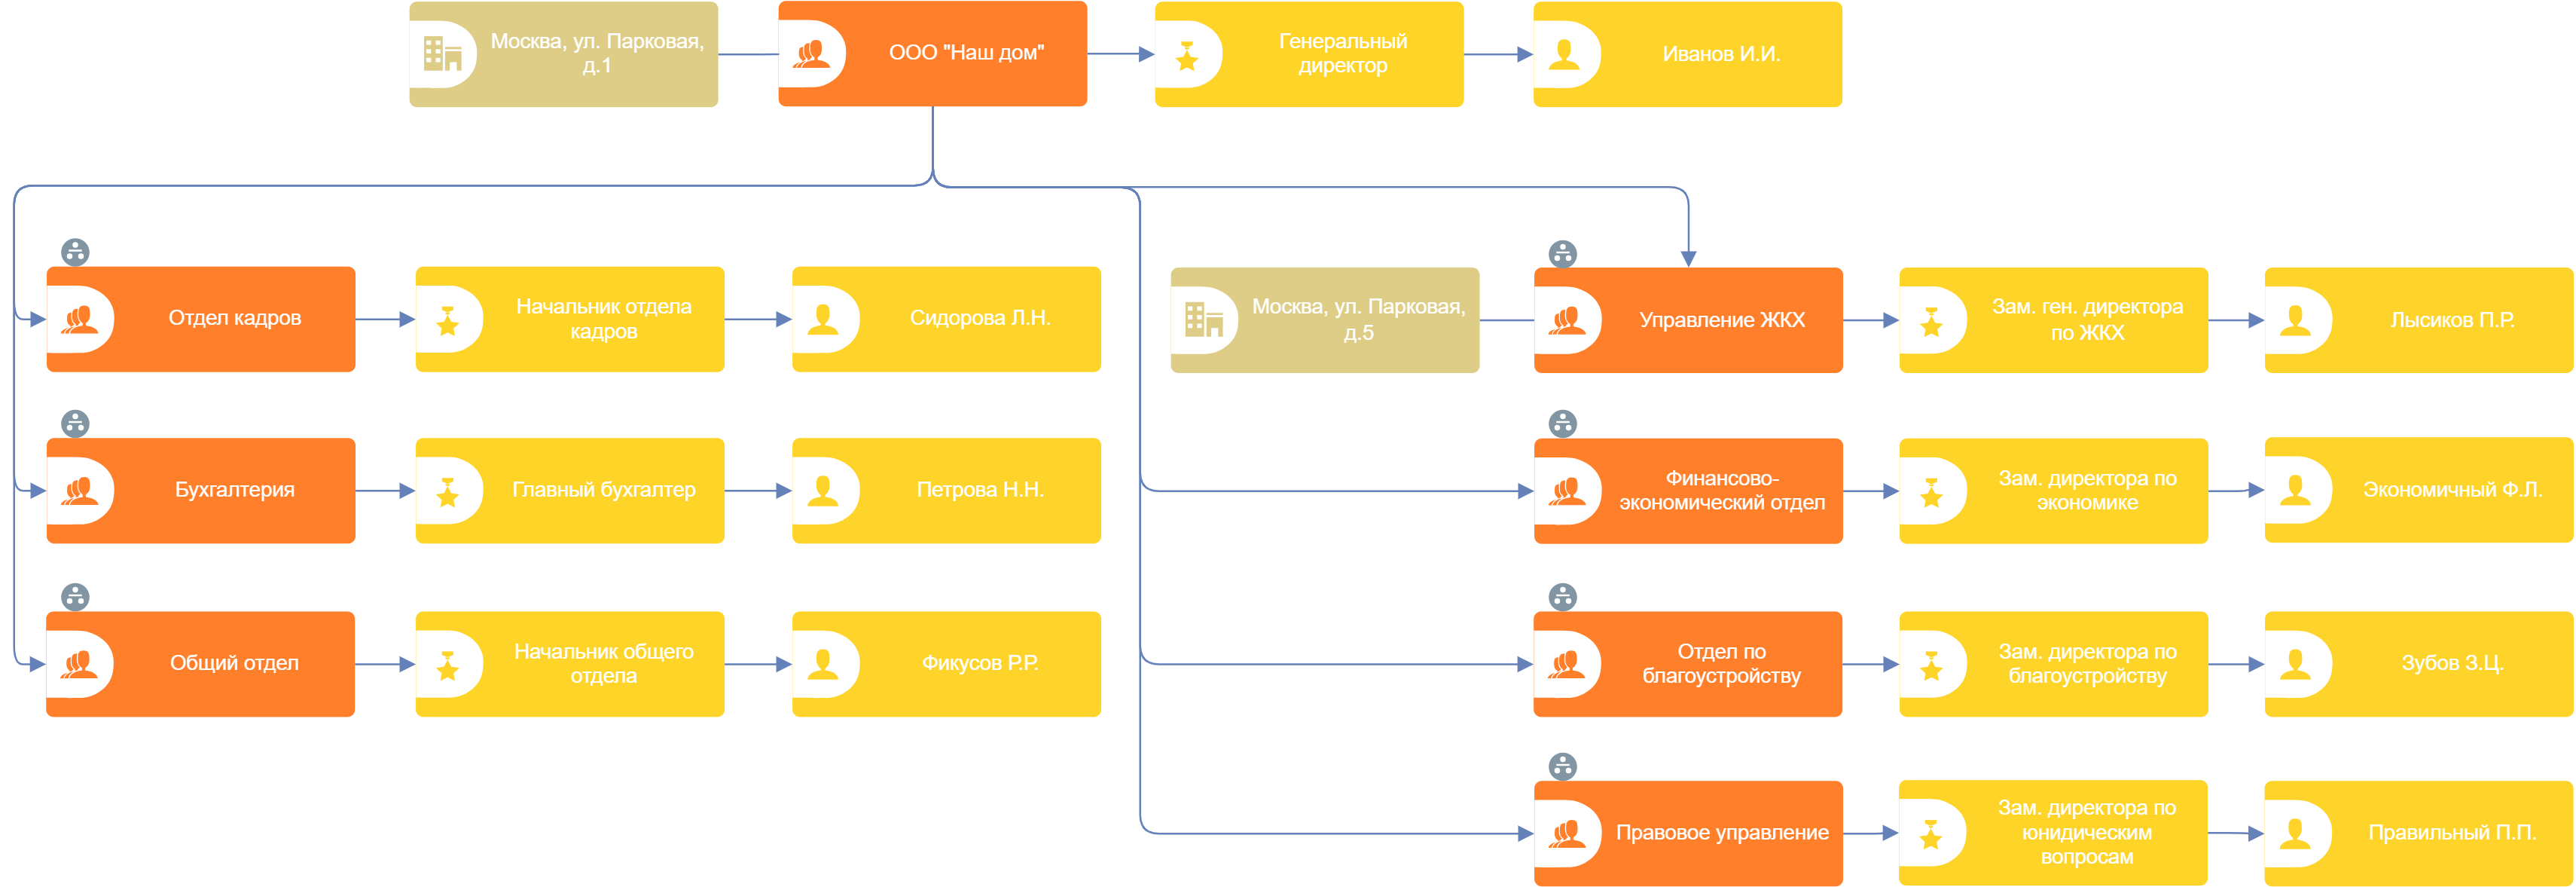 Москва, ул. Парковая,
д.1
ООО "Наш дом"
Генеральный
директор
Иванов И.И.
Отдел кадров
Начальник отдела
кадров
Сидорова Л.Н.
Москва, ул. Парковая,
д.5
Управление ЖКХ
Зам. ген. директора
по ЖКХ
Лысиков П.Р.
Бухгалтерия
Главный бухгалтер
Петрова Н.Н.
Финансово-
экономический отдел
Зам. директора по
экономике
Экономичный Ф.Л.
Общий отдел
Начальник общего
отдела
Фикусов Р.Р.
Отдел по
благоустройству
Зам. директора по
благоустройству
Зубов З.Ц.
Правовое управление
Зам. директора по
юнидическим
вопросам
Правильный П.П.